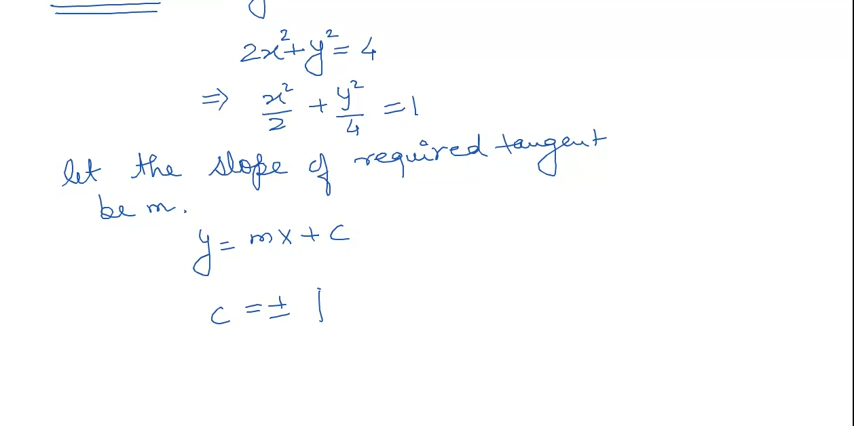 2x² + y² = 4
⇒ x²/2 + y²/4 = 1
let the slope of required tangent
be m.
y = mx + c
c = ± |